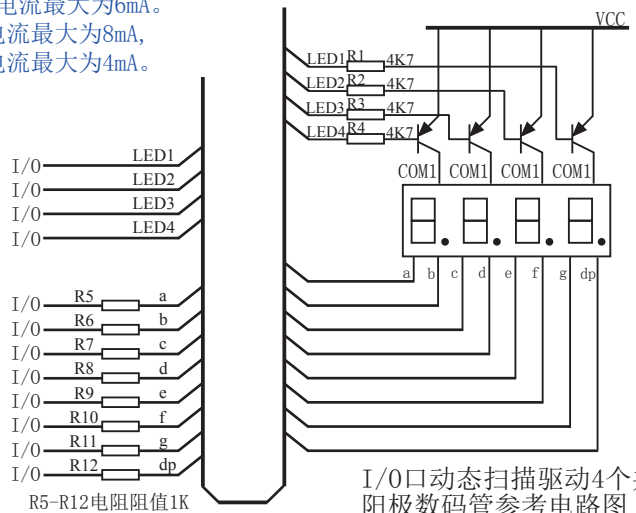 电流最大为6mA。
电流最大为8mA,
电流最大为4mA。
VCC
LED1 R1 4K7
LED2 R2 4K7
LED3 R3 4K7
LED4 R4 4K7
COM1 COM1 COM1 COM1
a b c d e f g dp
I/O LED1
I/O LED2
I/O LED3
I/O LED4
I/O R5 a
I/O R6 b
I/O R7 c
I/O R8 d
I/O R9 e
I/O R10 f
I/O R11 g
I/O R12 dp
R5-R12电阻阻值1K
I/O口动态扫描驱动4个
阳极数码管参考电路图